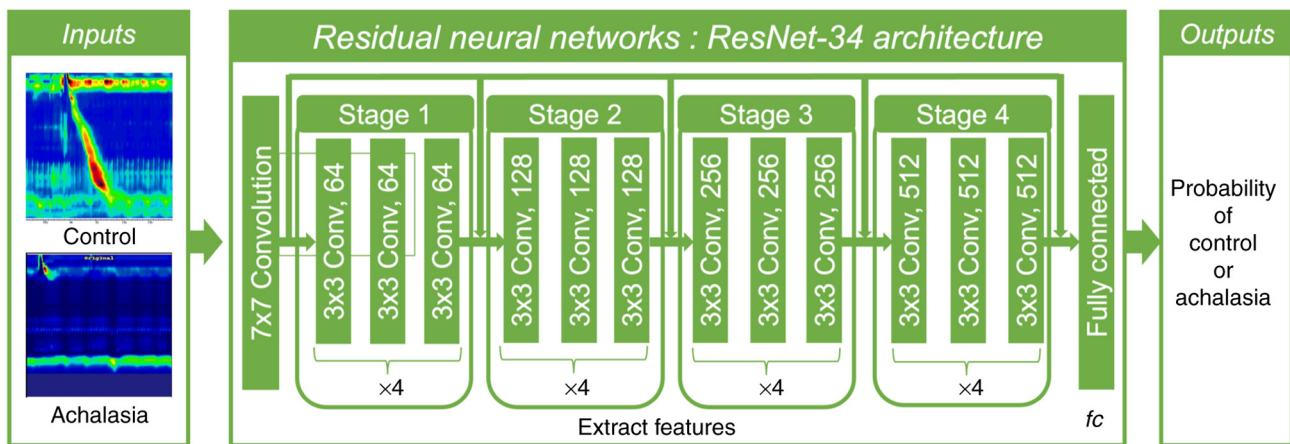 Inputs
Control
original
Achalasia
Residual neural networks : ResNet-34 architecture
7x7 Convolution
Stage 1
3x3 Conv, 64
3x3 Conv, 64
3x3 Conv, 64
×4
Stage 2
3x3 Conv, 128
3x3 Conv, 128
3x3 Conv, 128
×4
Stage 3
3x3 Conv, 256
3x3 Conv, 256
3x3 Conv, 256
×4
Stage 4
3x3 Conv, 512
3x3 Conv, 512
3x3 Conv, 512
×4
Fully connected
Extract features
fc
Outputs
Probability
of
control
or
achalasia